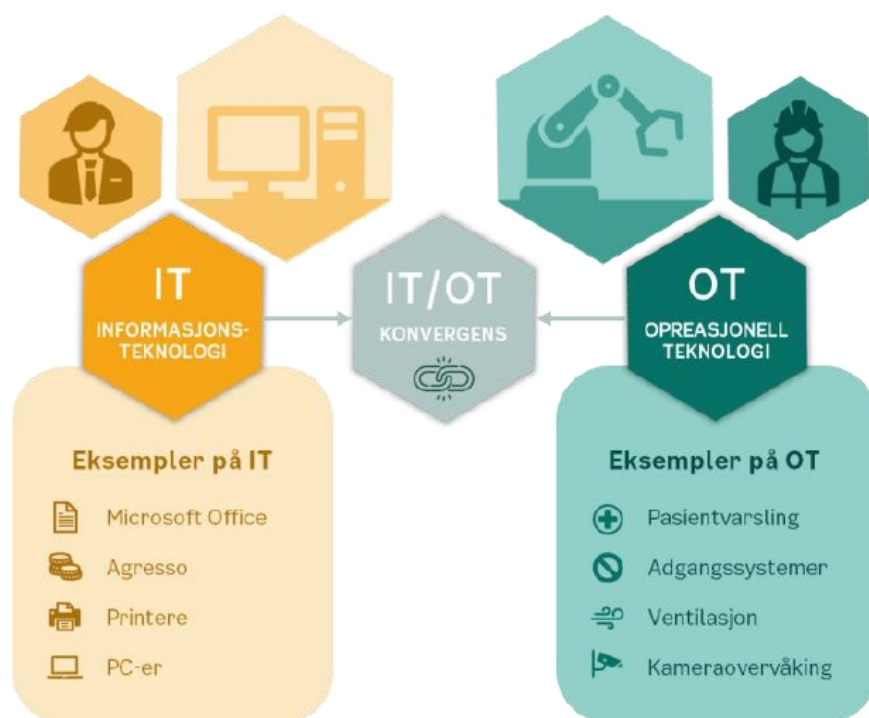 IT
INFORMASJONS-
TEKNOLOGI
IT/OT
KONVERGENS
OT
OPREASJONELL
TEKNOLOGI
Eksempler på IT
Microsoft Office
Agresso
Printere
PC-er
Eksempler på OT
Pasientvarsling
Adgangssystemer
Ventilasjon
Kameraovervåking